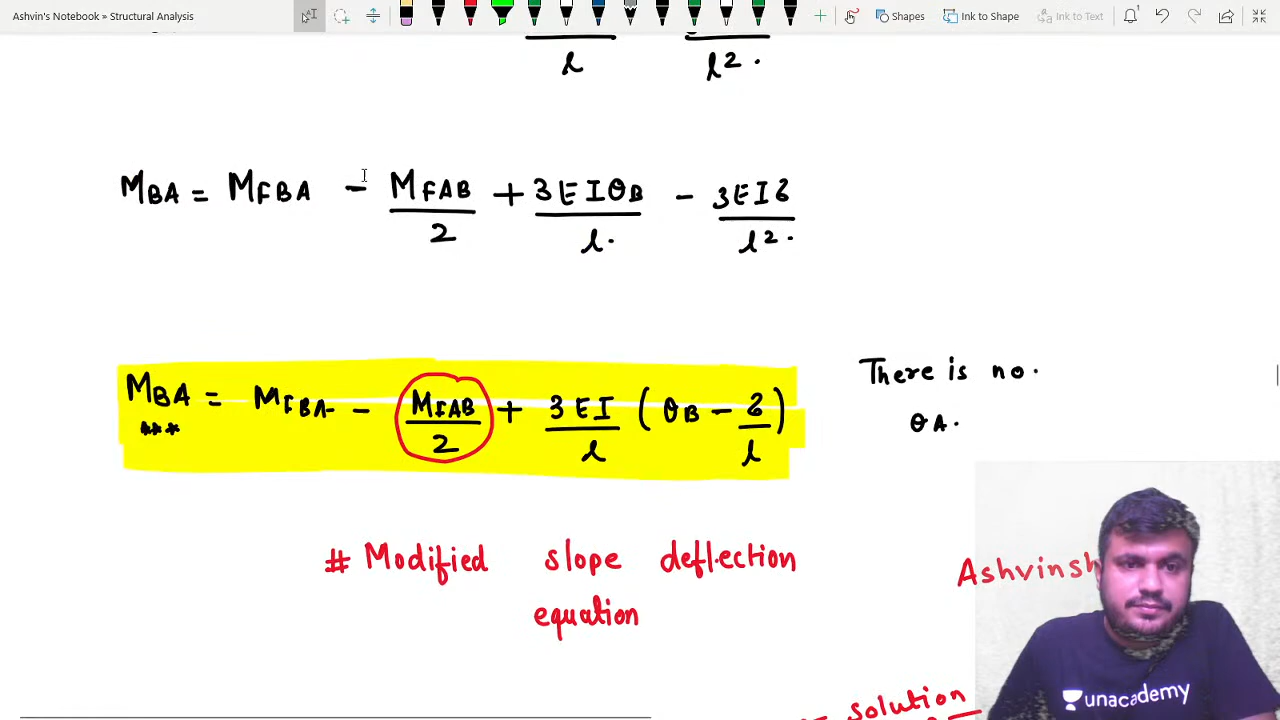 Ashvin's Notebook » Structural Analysis
Shapes Ink to Shape Ink to Text
l l².
MBA = MFBA - MFAB/2 + 3EIθB/l. - 3EIδ/l².
MBA = MFBA - MFAB/2 + 3EI/l (θB - δ/l)
***
There is no.
θA.
# Modified slope deflection
equation
Ashvinsh
unacademy
solution